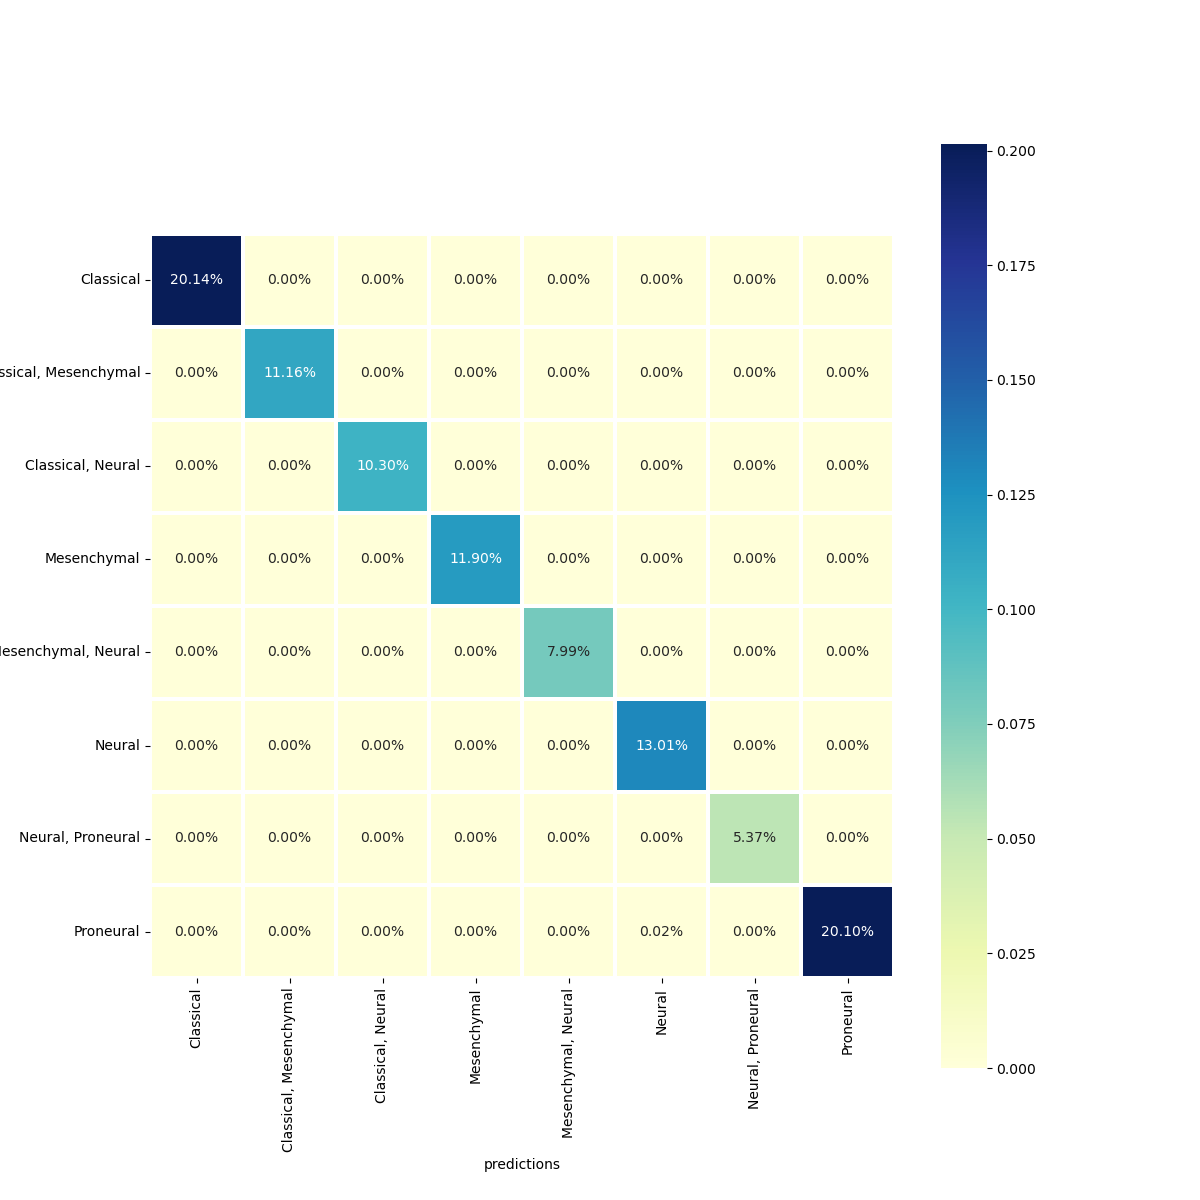 0.200
0.175
0.150
0.125
0.100
0.075
0.050
0.025
0.000
Classical 20.14% 0.00% 0.00% 0.00% 0.00% 0.00% 0.00% 0.00%
ssical, Mesenchymal 0.00% 11.16% 0.00% 0.00% 0.00% 0.00% 0.00% 0.00%
Classical, Neural 0.00% 0.00% 10.30% 0.00% 0.00% 0.00% 0.00% 0.00%
Mesenchymal 0.00% 0.00% 0.00% 11.90% 0.00% 0.00% 0.00% 0.00%
esenchymal, Neural 0.00% 0.00% 0.00% 0.00% 7.99% 0.00% 0.00% 0.00%
Neural 0.00% 0.00% 0.00% 0.00% 0.00% 13.01% 0.00% 0.00%
Neural, Proneural 0.00% 0.00% 0.00% 0.00% 0.00% 0.00% 5.37% 0.00%
Proneural 0.00% 0.00% 0.00% 0.00% 0.00% 0.02% 0.00% 20.10%
Classical
Classical, Mesenchymal
Classical, Neural
Mesenchymal
Mesenchymal, Neural
Neural
Neural, Proneural
Proneural
predictions